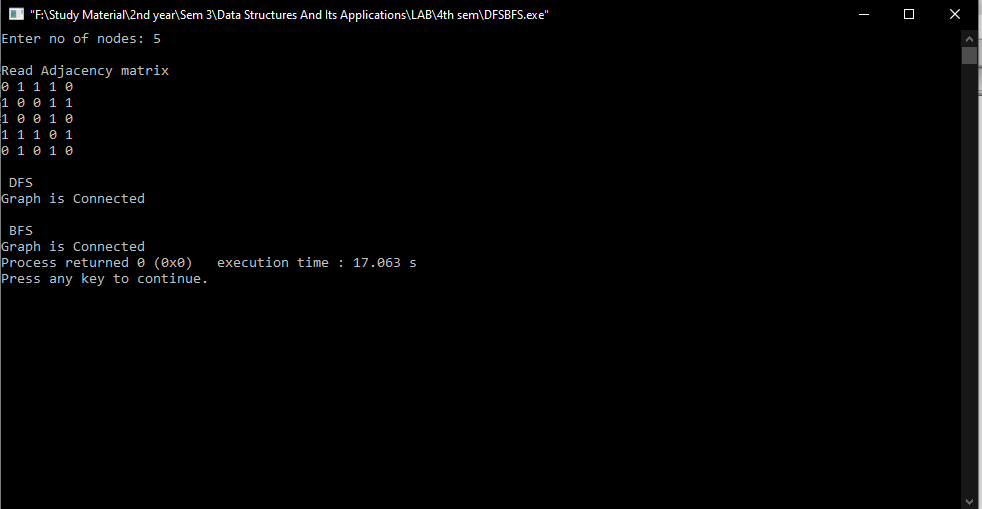 "F:\Study Material\2nd year\Sem 3\Data Structures And Its Applications\LAB\4th sem\DFSBFS.exe"
Enter no of nodes: 5
Read Adjacency matrix
0 1 1 1 0
1 0 0 1 1
1 0 0 1 0
1 1 1 0 1
0 1 0 1 0
DFS
Graph is Connected
BFS
Graph is Connected
Process returned 0 (0x0)   execution time : 17.063 s
Press any key to continue.